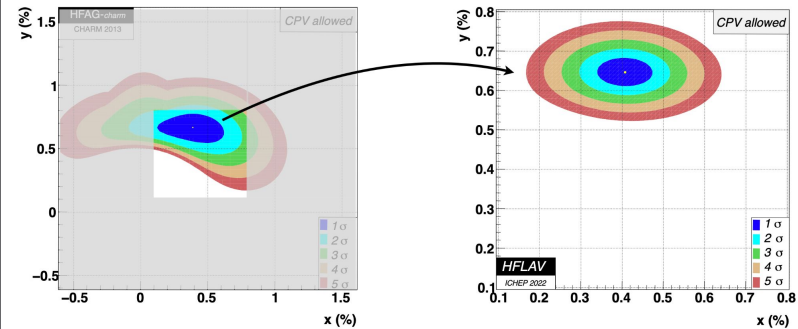 HFAG-charm
CHARM 2013
CPV allowed
y (%)
1.5
1
0.5
0
−0.5
−0.5
0
0.5
1
1.5
x (%)
1 σ
2 σ
3 σ
4 σ
5 σ
CPV allowed
y (%)
0.8
0.7
0.6
0.5
0.4
0.3
0.2
0.1
0.1
0.2
0.3
0.4
0.5
0.6
0.7
0.8
x (%)
1 σ
2 σ
3 σ
4 σ
5 σ
HFLAV
ICHEP 2022